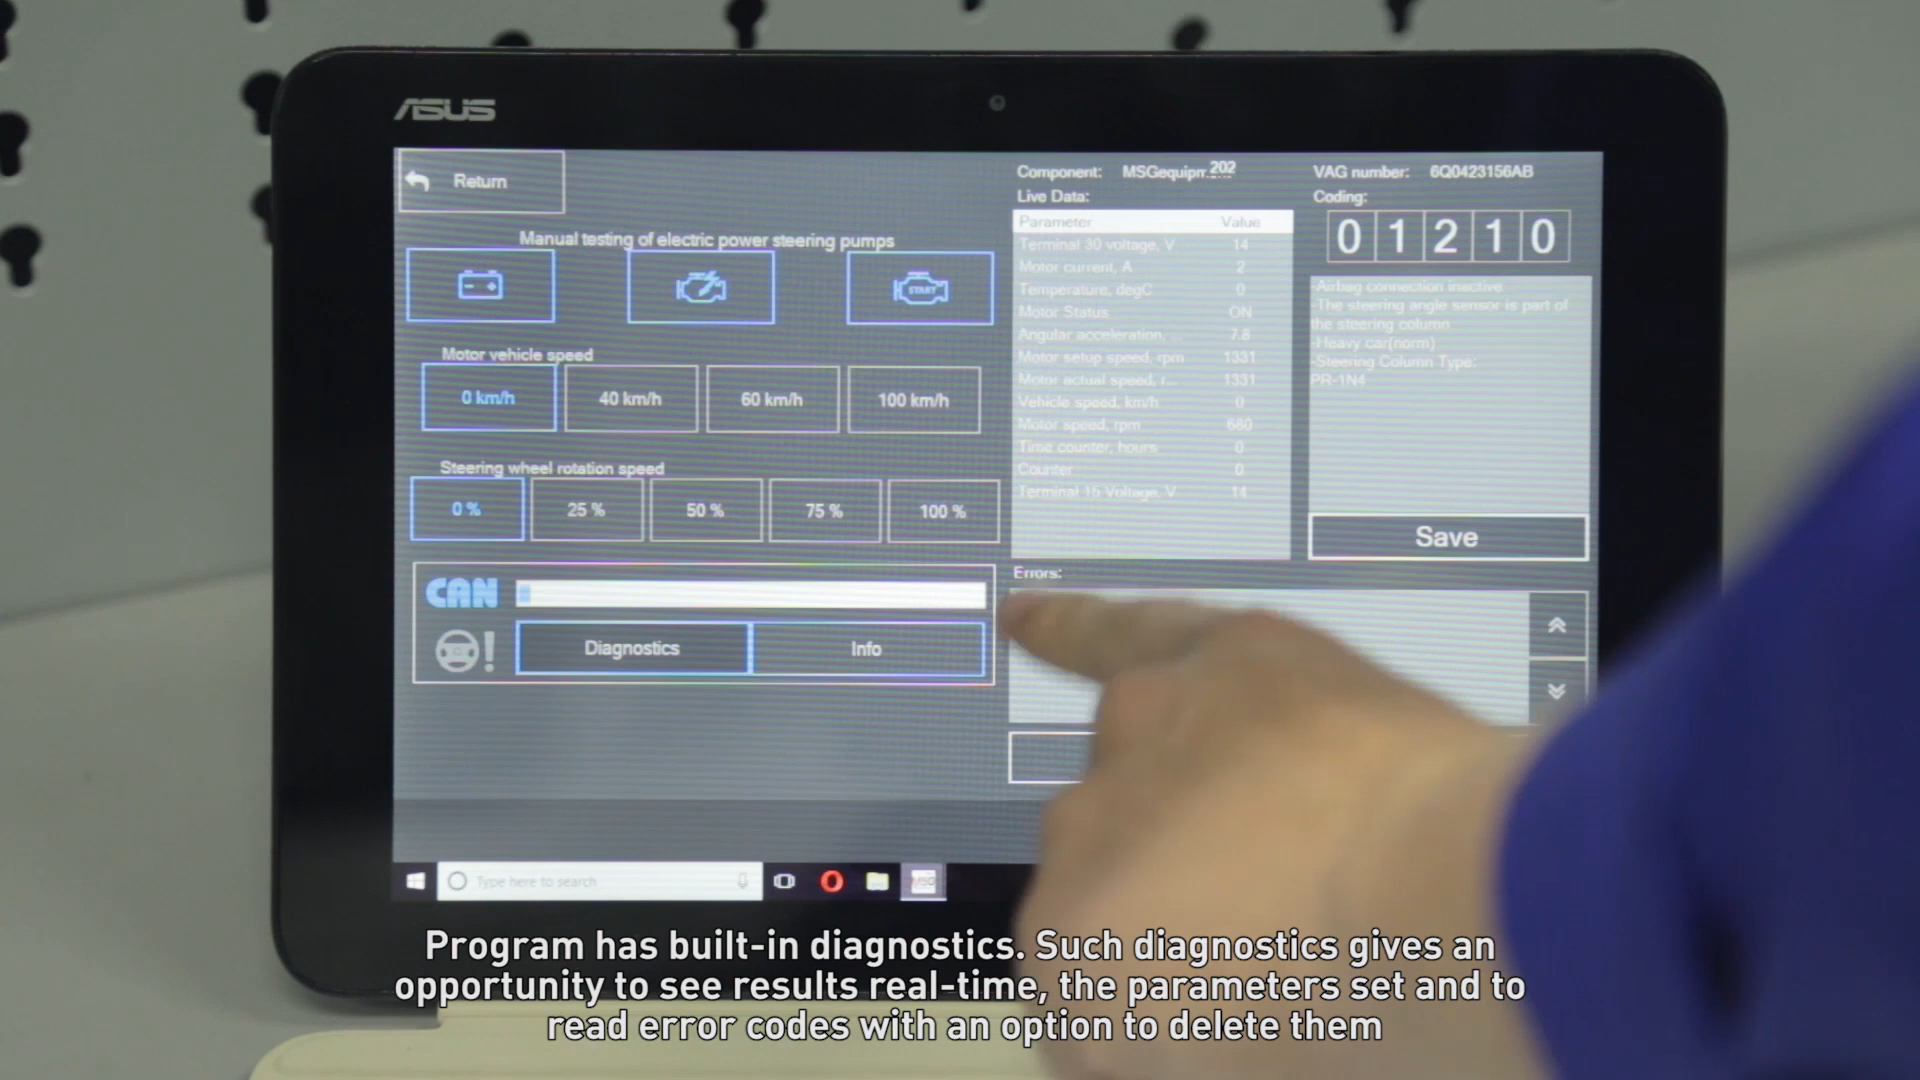 ASUS
Return
Manual testing of electric power steering pumps
START
Motor vehicle speed
0 km/h
40 km/h
60 km/h
100 km/h
Steering wheel rotation speed
0 %
25 %
50 %
75 %
100 %
CAN
Diagnostics
Info
Component:
202
Live Data:
Parameter Value
Terminal 30 voltage, V 14
Motor current, A 2
Temperature, degC 0
Motor Status ON
Angular acceleration, ... 7.8
Motor setup speed, rpm 1331
Motor actual speed, r... 1331
Vehicle speed, km/h 0
Motor speed, rpm 680
Time counter, hours 0
Counter 0
Terminal 15 Voltage, V 14
VAG number: 6Q0423156AB
Coding:
0 1 2 1 0
-Airbag connection inactive
-The steering angle sensor is part of
the steering column
-Heavy car(norm)
-Steering Column Type:
PR-1N4
Save
Errors:
Type here to search
Program has built-in diagnostics. Such diagnostics gives an
opportunity to see results real-time, the parameters set and to
read error codes with an option to delete them